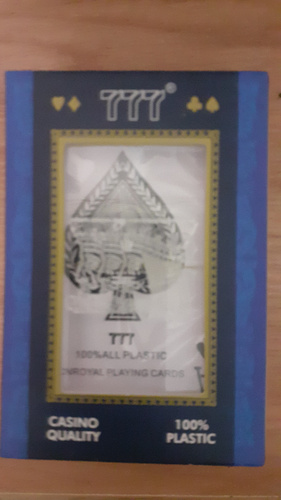 777®
777
100%ALL PLASTIC
ROYAL PLAYING CARDS
CASINO
QUALITY
100%
PLASTIC